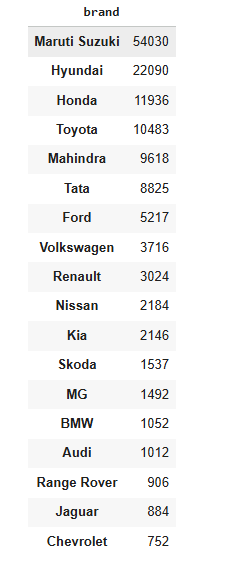 brand
Maruti Suzuki 54030
Hyundai 22090
Honda 11936
Toyota 10483
Mahindra 9618
Tata 8825
Ford 5217
Volkswagen 3716
Renault 3024
Nissan 2184
Kia 2146
Skoda 1537
MG 1492
BMW 1052
Audi 1012
Range Rover 906
Jaguar 884
Chevrolet 752